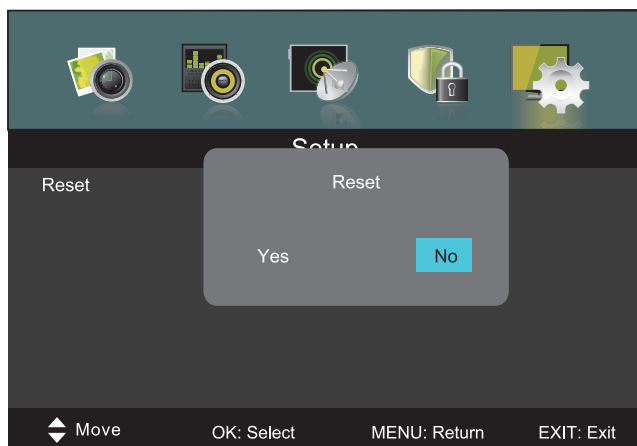 Setup
Reset
Reset
Yes No
Move OK: Select MENU: Return EXIT: Exit